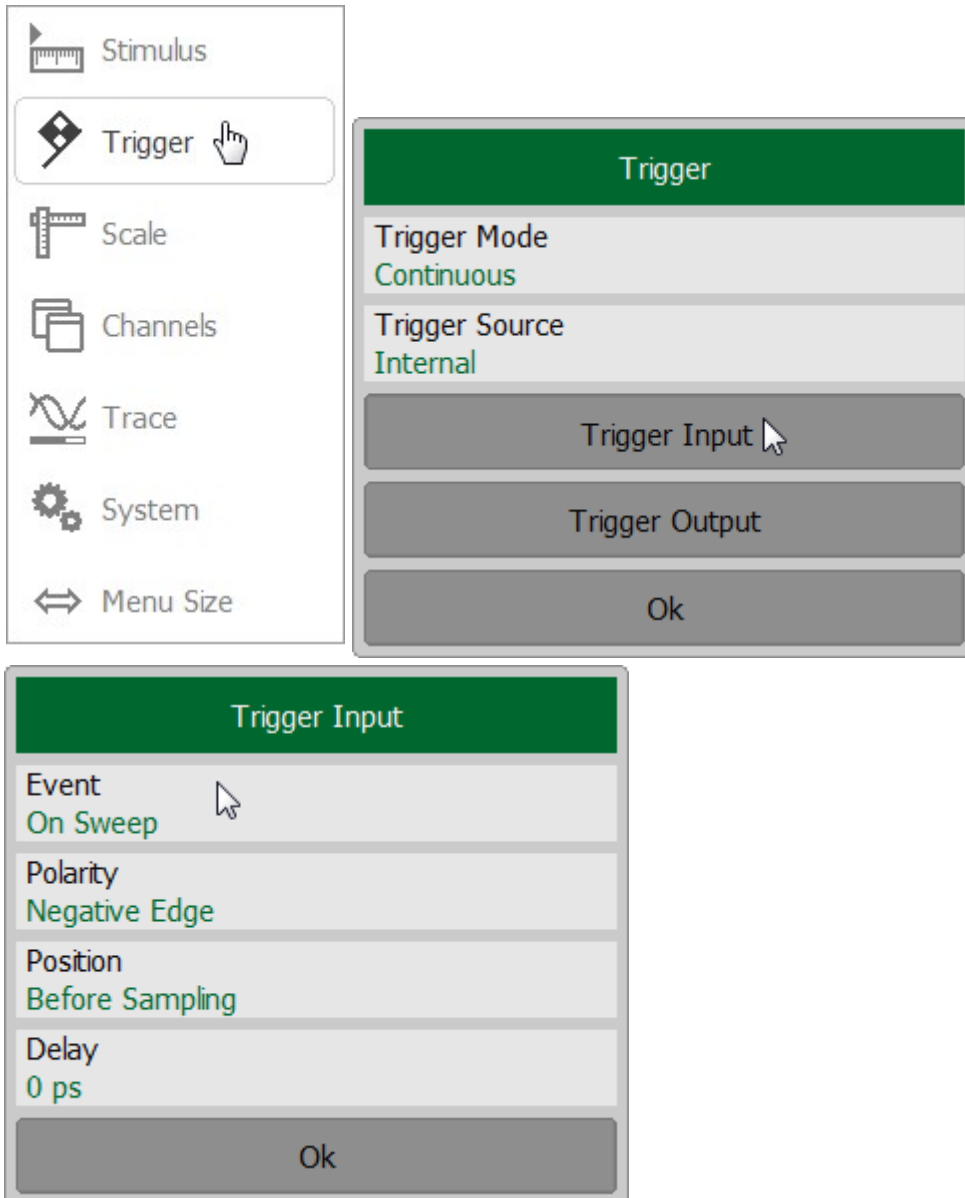 Stimulus
Trigger
Scale
Channels
Trace
System
Menu Size
Trigger
Trigger Mode
Continuous
Trigger Source
Internal
Trigger Input
Trigger Output
Ok
Trigger Input
Event
On Sweep
Polarity
Negative Edge
Position
Before Sampling
Delay
0 ps
Ok